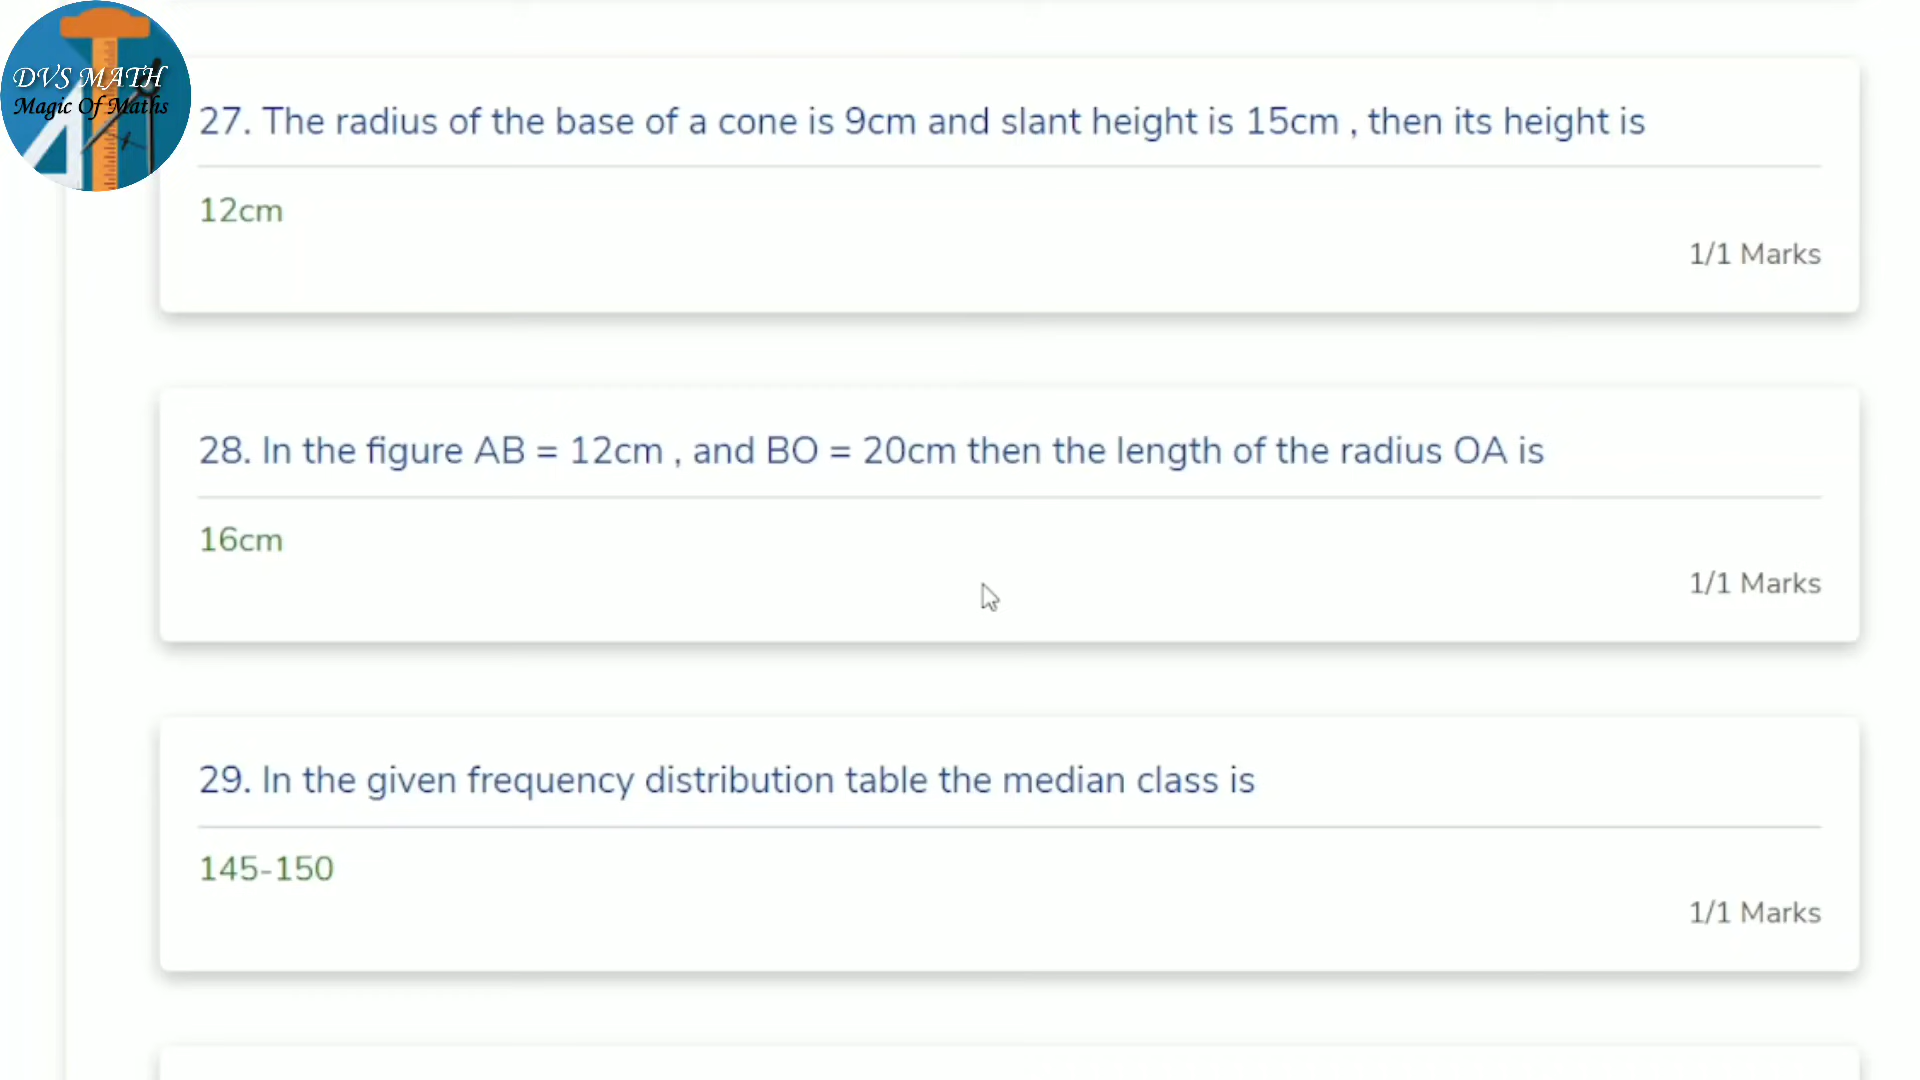 DVS MATH
Magic Of Maths
27. The radius of the base of a cone is 9cm and slant height is 15cm , then its height is
12cm
1/1 Marks
28. In the figure AB = 12cm , and BO = 20cm then the length of the radius OA is
16cm
1/1 Marks
29. In the given frequency distribution table the median class is
145-150
1/1 Marks